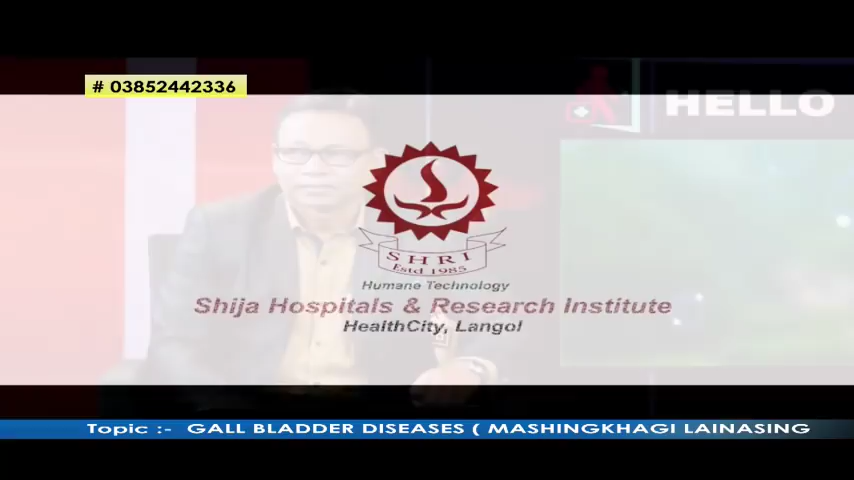 # 03852442336
HELLO
SHRI
Estd 1985
Humane Technology
Shija Hospitals & Research Institute
HealthCity, Langol
Topic :- GALL BLADDER DISEASES ( MASHINGKHAGI LAINASING